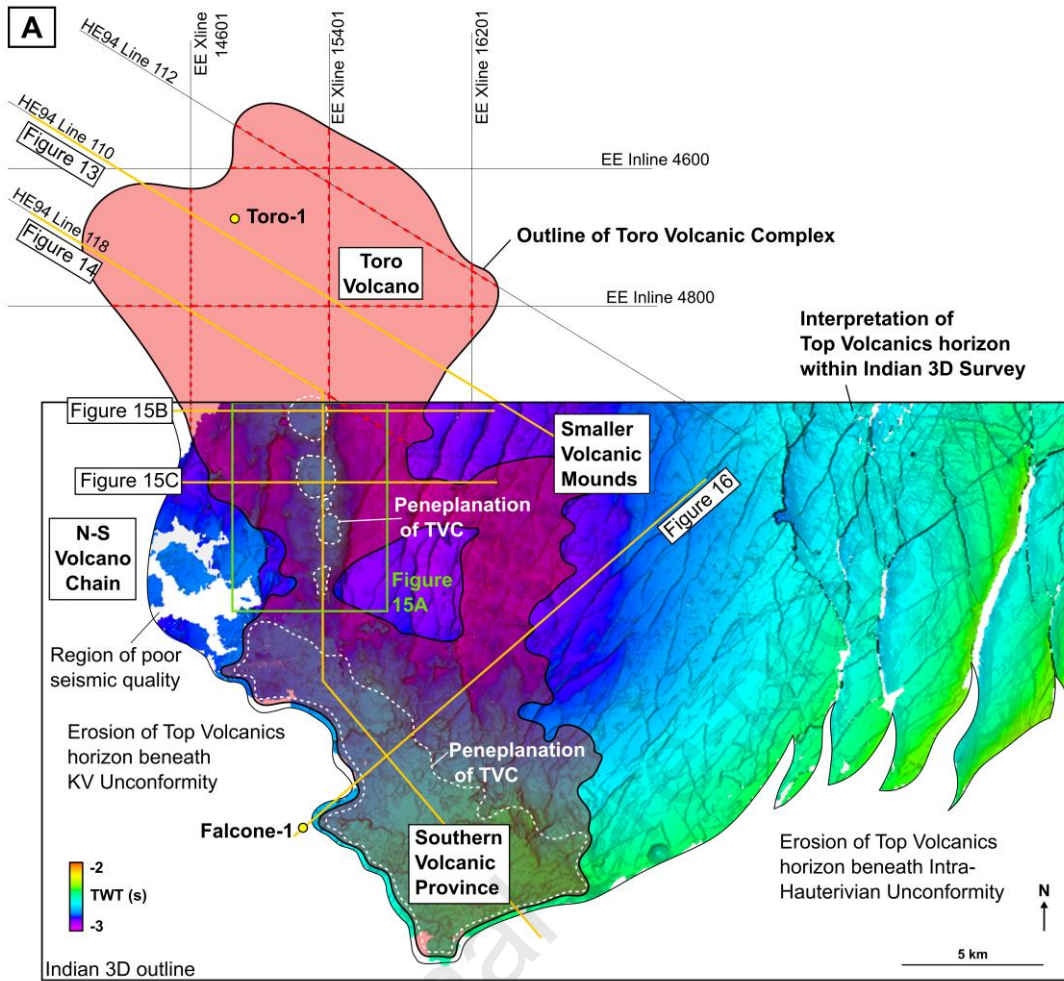 A
EE Xline
14601
EE Xline 15401
EE Xline 16201
HE94 Line 112
HE94 Line 110
Figure 13
EE Inline 4600
HE94 Line 118
Figure 14
Toro-1
Outline of Toro Volcanic Complex
Toro
Volcano
EE Inline 4800
Interpretation of
Top Volcanics horizon
within Indian 3D Survey
Figure 15B
Smaller
Volcanic
Mounds
Figure 15C
Figure 16
Peneplanation
of TVC
N-S
Volcano
Chain
Figure
15A
Region of poor
seismic quality
Erosion of Top Volcanics
horizon beneath
KV Unconformity
Peneplanation
of TVC
Falcone-1
Southern
Volcanic
Province
Erosion of Top Volcanics
horizon beneath Intra-
Hauterivian Unconformity
-2
TWT (s)
-3
N
5 km
Indian 3D outline